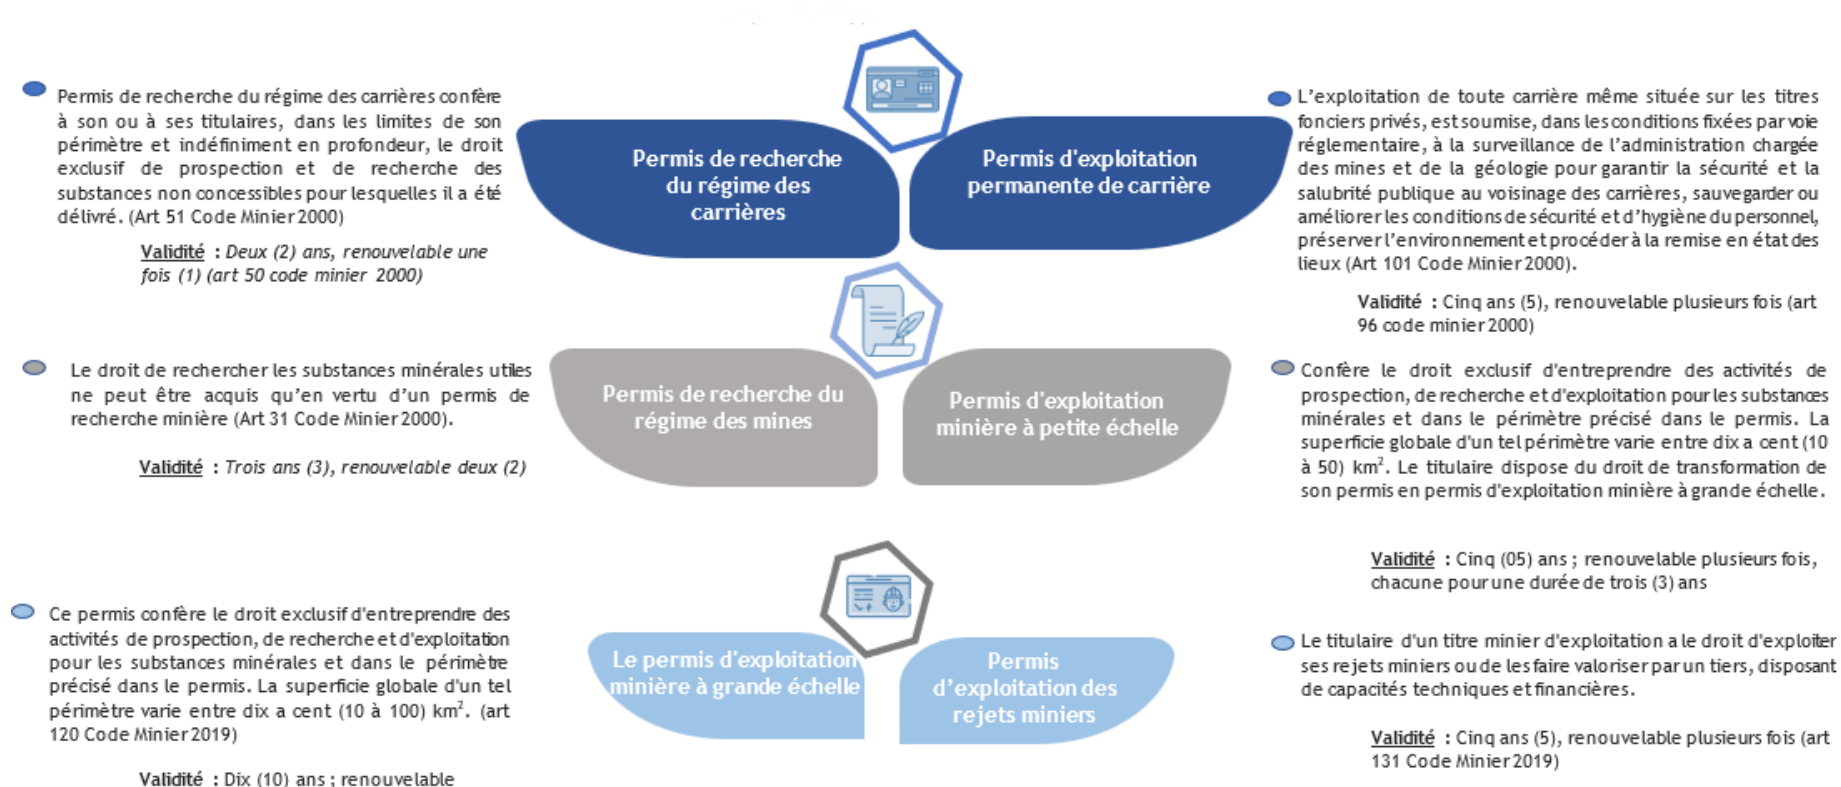 Permis de recherche du régime des carrières confère
à son ou à ses titulaires, dans les limites de son
périmètre et indéfiniment en profondeur, le droit
exclusif de prospection et de recherche des
substances non concessibles pour lesquelles il a été
délivré. (Art 51 Code Minier 2000)
Validité : Deux (2) ans, renouvelable une
fois (1) (art 50 code minier 2000)
Permis de recherche
du régime des
carrières
Permis d'exploitation
permanente de carrière
L'exploitation de toute carrière même située sur les titres
fonciers privés, est soumise, dans les conditions fixées par voie
réglementaire, à la surveillance de l'administration chargée
des mines et de la géologie pour garantir la sécurité et la
salubrité publique au voisinage des carrières, sauvegarder ou
améliorer les conditions de sécurité et d'hygiène du personnel,
préserver l'environnement et procéder à la remise en état des
lieux (Art 101 Code Minier 2000).
Validité : Cinq ans (5), renouvelable plusieurs fois (art
96 code minier 2000)
Le droit de rechercher les substances minérales utiles
ne peut être acquis qu'en vertu d'un permis de
recherche minière (Art 31 Code Minier 2000).
Validité : Trois ans (3), renouvelable deux (2)
Permis de recherche du
régime des mines
Permis d'exploitation
minière à petite échelle
Confère le droit exclusif d'entreprendre des activités de
prospection, de recherche et d'exploitation pour les substances
minérales et dans le périmètre précisé dans le permis. La
superficie globale d'un tel périmètre varie entre dix a cent (10
à 50) km². Le titulaire dispose du droit de transformation de
son permis en permis d'exploitation minière à grande échelle.
Validité : Cinq (05) ans ; renouvelable plusieurs fois,
chacune pour une durée de trois (3) ans
Ce permis confère le droit exclusif d'entreprendre des
activités de prospection, de recherche et d'exploitation
pour les substances minérales et dans le périmètre
précisé dans le permis. La superficie globale d'un tel
périmètre varie entre dix a cent (10 à 100) km². (art
120 Code Minier 2019)
Validité : Dix (10) ans ; renouvelable
Le permis d'exploitation
minière à grande échelle
Permis
d'exploitation des
rejets miniers
Le titulaire d'un titre minier d'exploitation a le droit d'exploiter
ses rejets miniers ou de les faire valoriser par un tiers, disposant
de capacités techniques et financières.
Validité : Cinq ans (5), renouvelable plusieurs fois (art
131 Code Minier 2019)